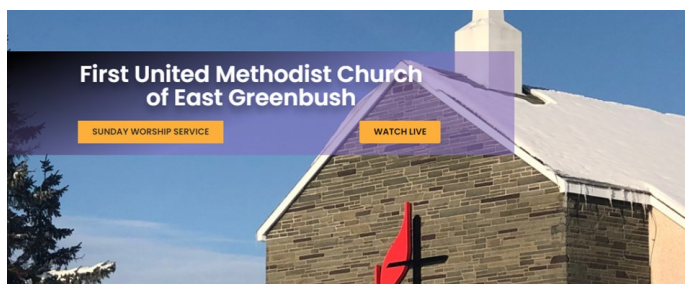 First United Methodist Church
of East Greenbush
SUNDAY WORSHIP SERVICE
WATCH LIVE